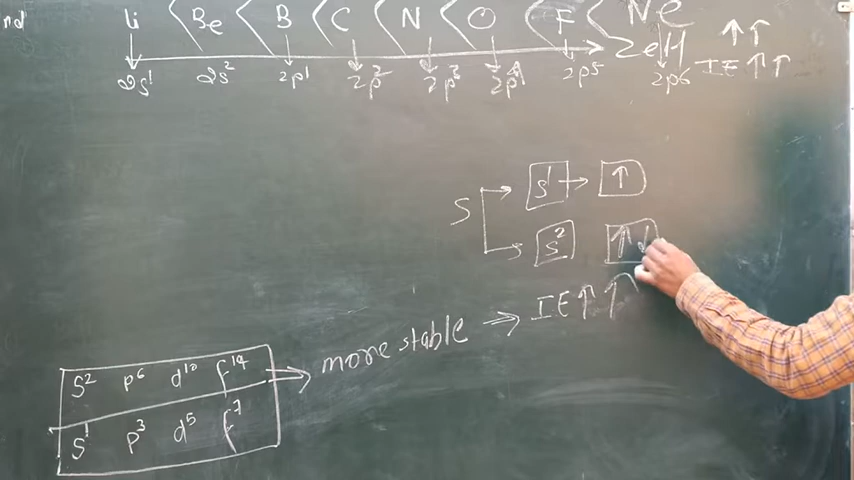 nd Li < Be < B < C < N < O < F < Ne
Zeff ↑↑
2s¹ 2s² 2p¹ 2p² 2p³ 2p⁴ 2p⁵ 2p⁶ IE ↑↑
S → s¹ → ↑
→ s² ↑↓
more stable ⇒ IE ↑↑
s² p⁶ d¹⁰ f¹⁴
s¹ p³ d⁵ f⁷